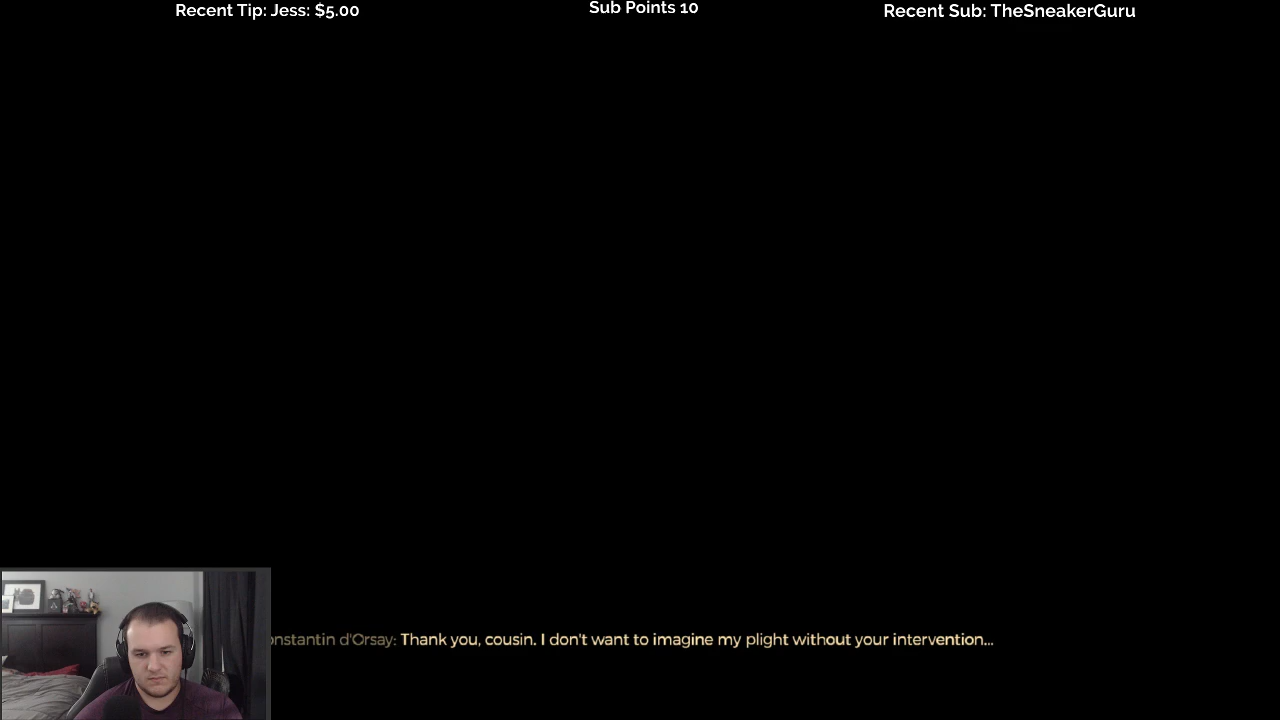 Recent Tip: Jess: $5.00
Sub Points 10
Recent Sub: TheSneakerGuru
onstantin d'Orsay: Thank you, cousin. I don't want to imagine my plight without your intervention...